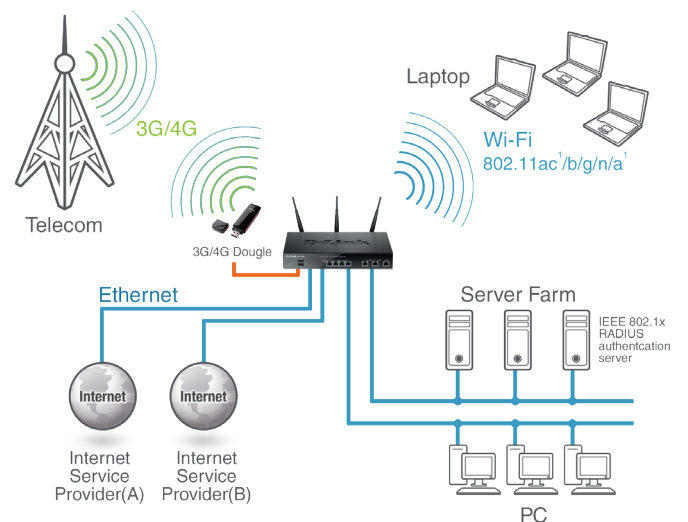 3G/4G
Telecom
Laptop
Wi-Fi
802.11ac¹/b/g/n/a¹
3G/4G Dougle
D-Link
Ethernet
Server Farm
IEEE 802.1x
RADIUS
authentcation
server
Internet
Internet
Internet
Service
Provider(A)
Internet
Service
Provider(B)
PC